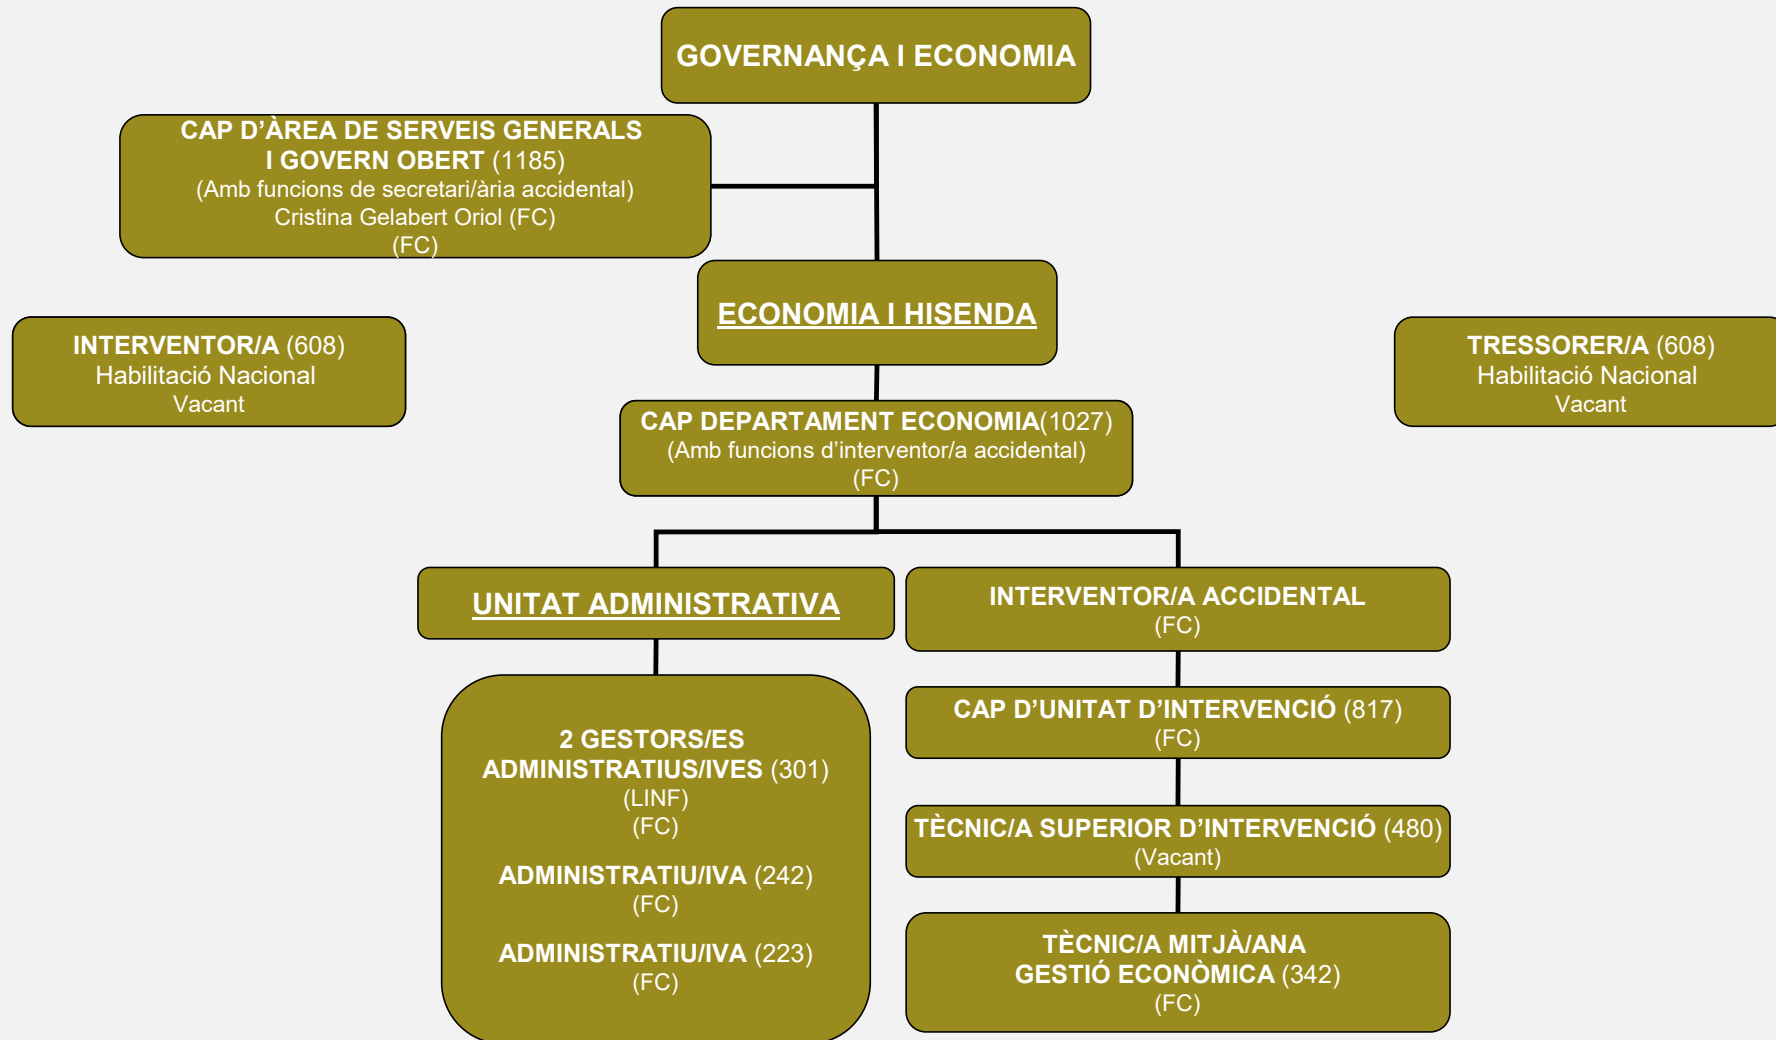 GOVERNANÇA I ECONOMIA
CAP D’ÀREA DE SERVEIS GENERALS
I GOVERN OBERT (1185)
(Amb funcions de secretari/ària accidental)
Cristina Gelabert Oriol (FC)
(FC)
ECONOMIA I HISENDA
INTERVENTOR/A (608)
Habilitació Nacional
Vacant
TRESSORER/A (608)
Habilitació Nacional
Vacant
CAP DEPARTAMENT ECONOMIA(1027)
(Amb funcions d’interventor/a accidental)
(FC)
UNITAT ADMINISTRATIVA
2 GESTORS/ES
ADMINISTRATIUS/IVES (301)
(LINF)
(FC)
ADMINISTRATIU/IVA (242)
(FC)
ADMINISTRATIU/IVA (223)
(FC)
INTERVENTOR/A ACCIDENTAL
(FC)
CAP D’UNITAT D’INTERVENCIÓ (817)
(FC)
TÈCNIC/A SUPERIOR D’INTERVENCIÓ (480)
(Vacant)
TÈCNIC/A MITJÀ/ANA
GESTIÓ ECONÒMICA (342)
(FC)